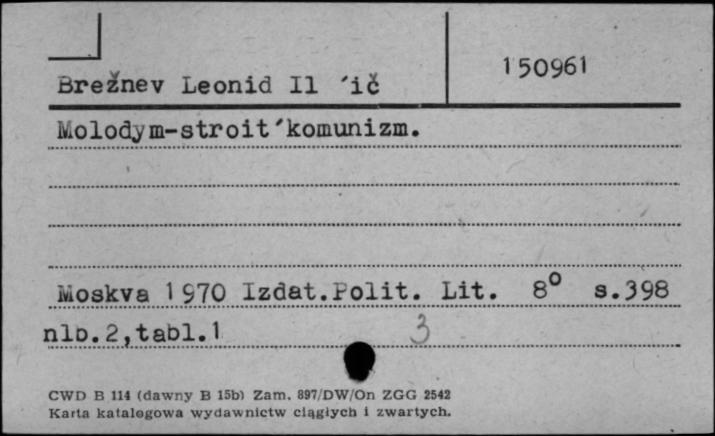 150961
Brežnev Leonid Il ´ič
Molodym-stroit´komunizm.
Moskva 1970 Izdat.Polit. Lit. 8° s.398
nlb.2,tabl.1 3
CWD B 114 (dawny B 15b) Zam. 897/DW/On ZGG 2542
Karta katalogowa wydawnictw ciągłych i zwartych.